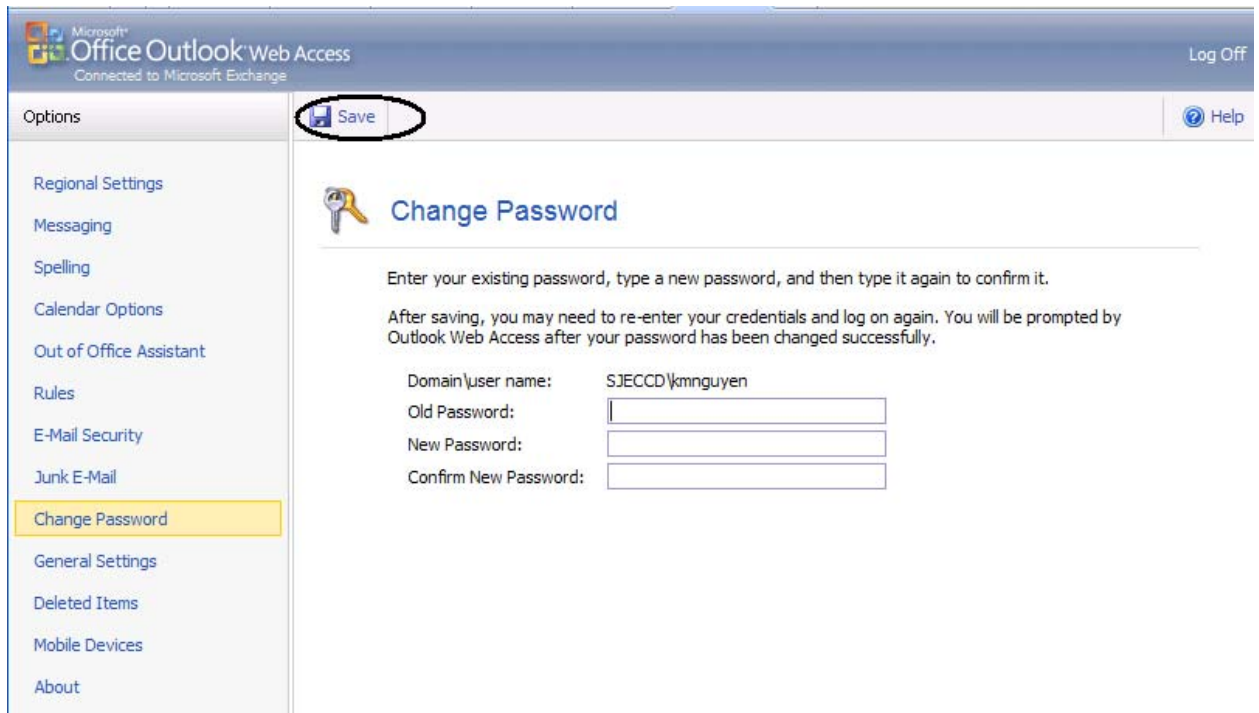 Microsoft®
Office Outlook Web Access
Connected to Microsoft Exchange
Log Off
Options
Save
Help
Regional Settings
Messaging
Spelling
Calendar Options
Out of Office Assistant
Rules
E-Mail Security
Junk E-Mail
Change Password
General Settings
Deleted Items
Mobile Devices
About
Change Password
Enter your existing password, type a new password, and then type it again to confirm it.
After saving, you may need to re-enter your credentials and log on again. You will be prompted by
Outlook Web Access after your password has been changed successfully.
Domain\user name: SJECCD\kmnguyen
Old Password:
New Password:
Confirm New Password: